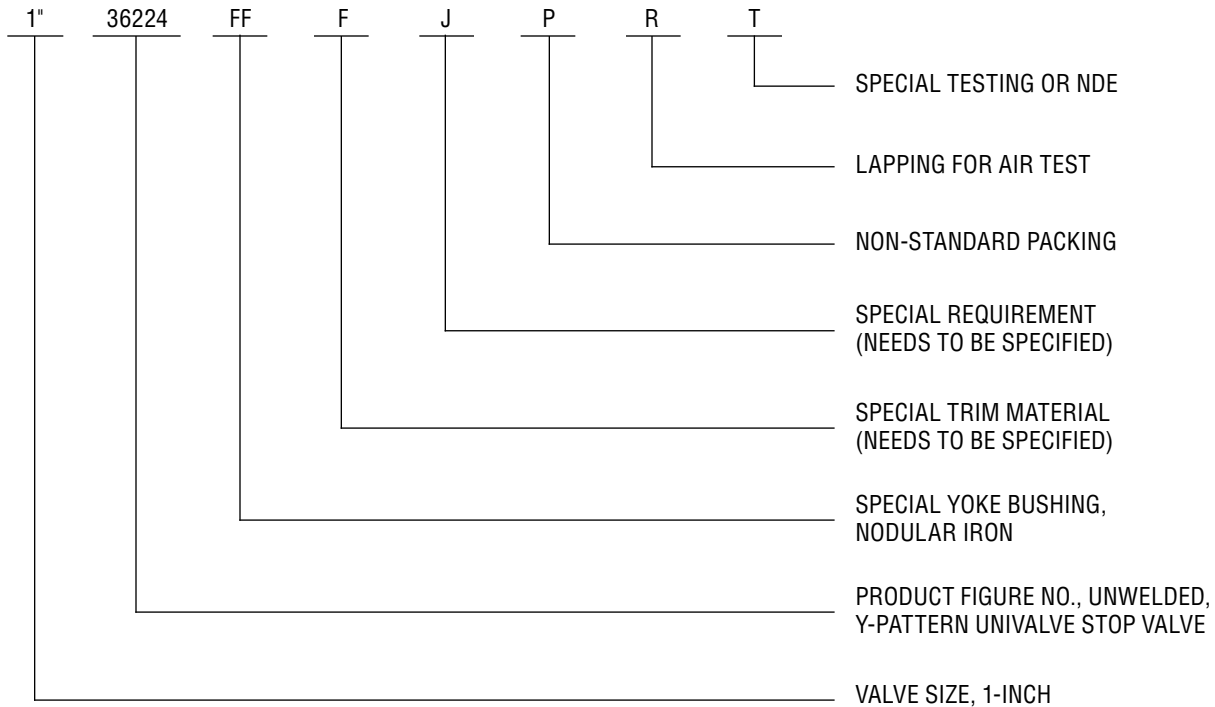 1" 36224 FF F J P R T
SPECIAL TESTING OR NDE
LAPPING FOR AIR TEST
NON-STANDARD PACKING
SPECIAL REQUIREMENT
(NEEDS TO BE SPECIFIED)
SPECIAL TRIM MATERIAL
(NEEDS TO BE SPECIFIED)
SPECIAL YOKE BUSHING,
NODULAR IRON
PRODUCT FIGURE NO., UNWELDED,
Y-PATTERN UNIVALVE STOP VALVE
VALVE SIZE, 1-INCH